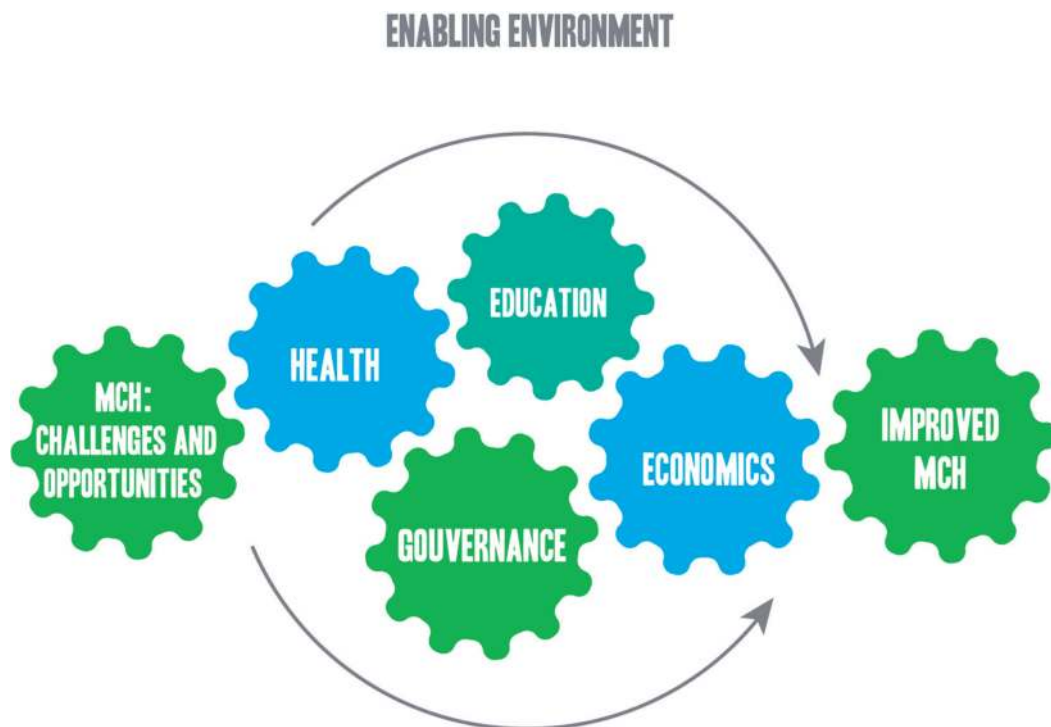 ENABLING ENVIRONMENT
EDUCATION
HEALTH
MCH:
CHALLENGES AND
OPPORTUNITIES
IMPROVED
MCH
ECONOMICS
GOUVERNANCE